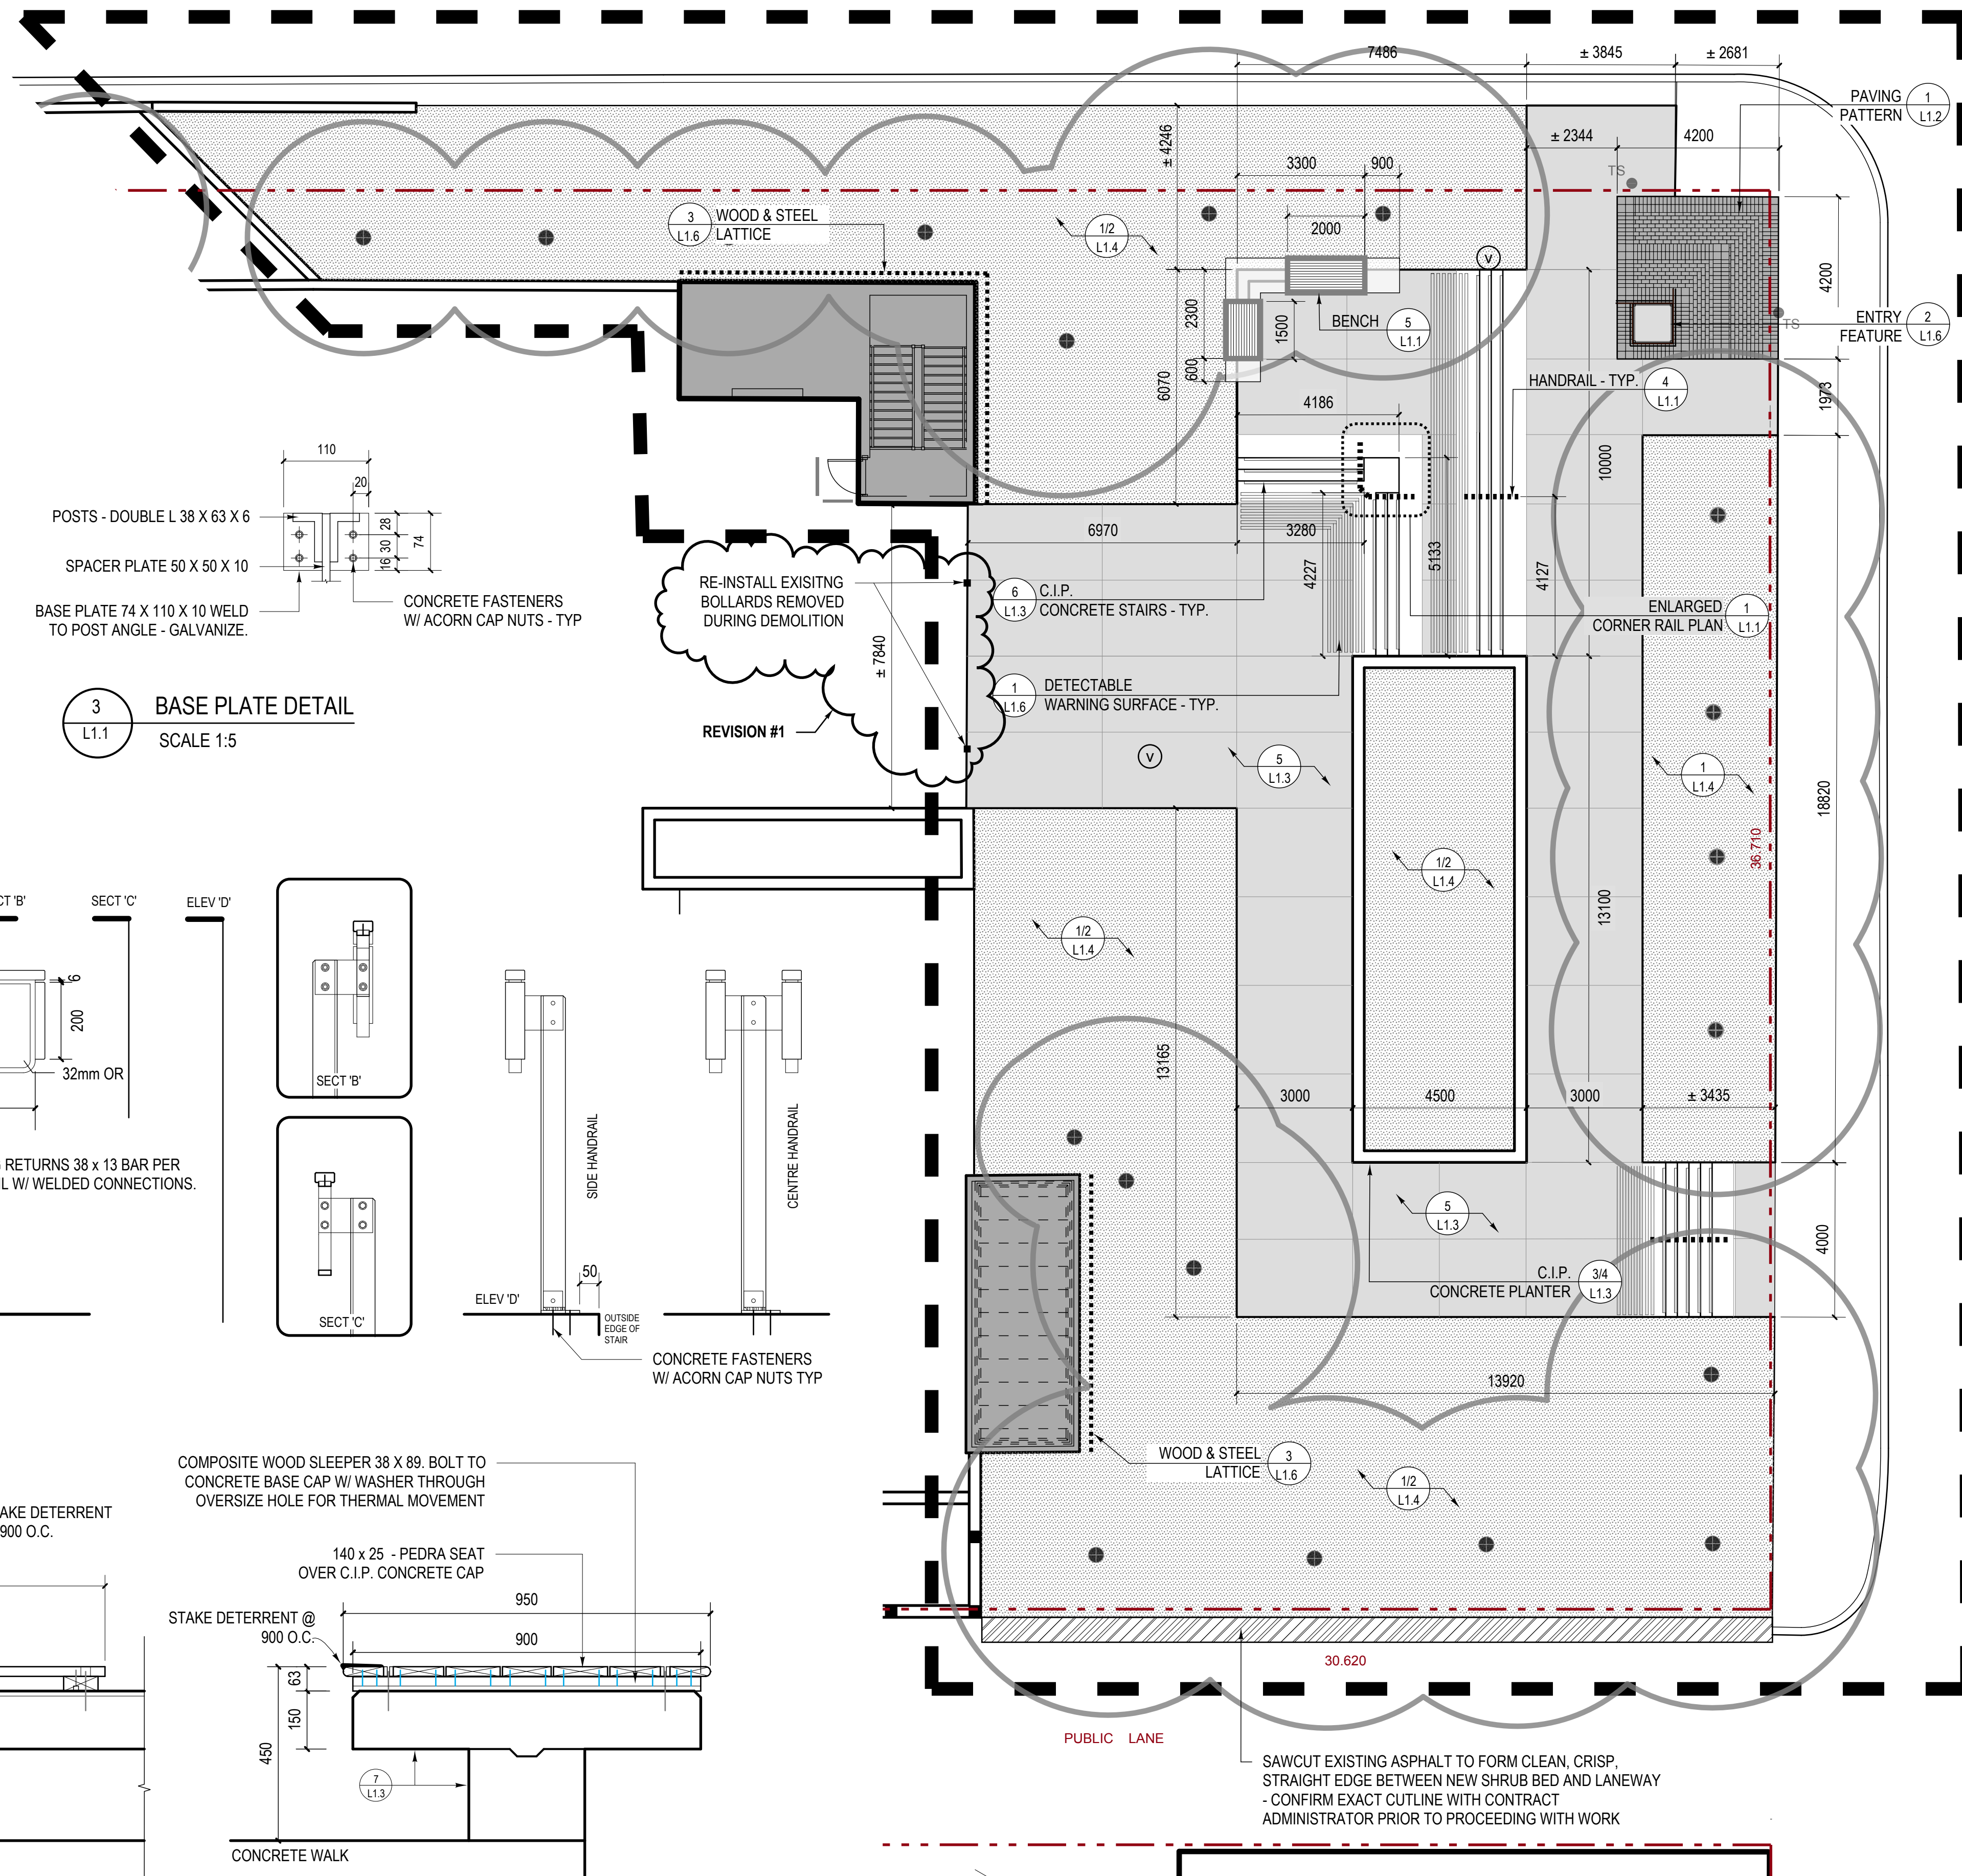 7486
± 3845
± 2681
PAVING
PATTERN
1
L1.2
± 4246
± 2344
4200
TS
3300
900
2000
3
L1.6
WOOD & STEEL
LATTICE
1/2
L1.4
V
4200
2300
1500
BENCH
5
L1.1
ENTRY
FEATURE
2
L1.6
TS
600
6070
4186
HANDRAIL - TYP.
4
L1.1
1973
10000
110
20
POSTS - DOUBLE L 38 X 63 X 6
28
30
16
74
SPACER PLATE 50 X 50 X 10
BASE PLATE 74 X 110 X 10 WELD
TO POST ANGLE - GALVANIZE.
CONCRETE FASTENERS
W/ ACORN CAP NUTS - TYP
6970
3280
5133
4227
4127
RE-INSTALL EXISITNG
BOLLARDS REMOVED
DURING DEMOLITION
6
L1.3
C.I.P.
CONCRETE STAIRS - TYP.
ENLARGED
CORNER RAIL PLAN
1
L1.1
± 7840
1
L1.6
DETECTABLE
WARNING SURFACE - TYP.
REVISION #1
3
L1.1
BASE PLATE DETAIL
SCALE 1:5
V
5
L1.3
1
L1.4
18820
36.710
1/2
L1.4
13100
CT 'B'
SECT 'C'
ELEV 'D'
1/2
L1.4
6
200
32mm OR
SECT 'B'
13165
3000
4500
3000
± 3435
SIDE HANDRAIL
CENTRE HANDRAIL
RETURNS 38 x 13 BAR PER
L W/ WELDED CONNECTIONS.
5
L1.3
4000
50
ELEV 'D'
OUTSIDE
EDGE OF
STAIR
SECT 'C'
C.I.P.
CONCRETE PLANTER
3/4
L1.3
CONCRETE FASTENERS
W/ ACORN CAP NUTS TYP
13920
WOOD & STEEL
LATTICE
3
L1.6
1/2
L1.4
COMPOSITE WOOD SLEEPER 38 X 89. BOLT TO
CONCRETE BASE CAP W/ WASHER THROUGH
OVERSIZE HOLE FOR THERMAL MOVEMENT
AKE DETERRENT
900 O.C.
140 x 25 - PEDRA SEAT
OVER C.I.P. CONCRETE CAP
950
STAKE DETERRENT @
900 O.C.
900
63
150
450
7
L1.3
CONCRETE WALK
30.620
PUBLIC LANE
SAWCUT EXISTING ASPHALT TO FORM CLEAN, CRISP,
STRAIGHT EDGE BETWEEN NEW SHRUB BED AND LANEWAY
- CONFIRM EXACT CUTLINE WITH CONTRACT
ADMINISTRATOR PRIOR TO PROCEEDING WITH WORK